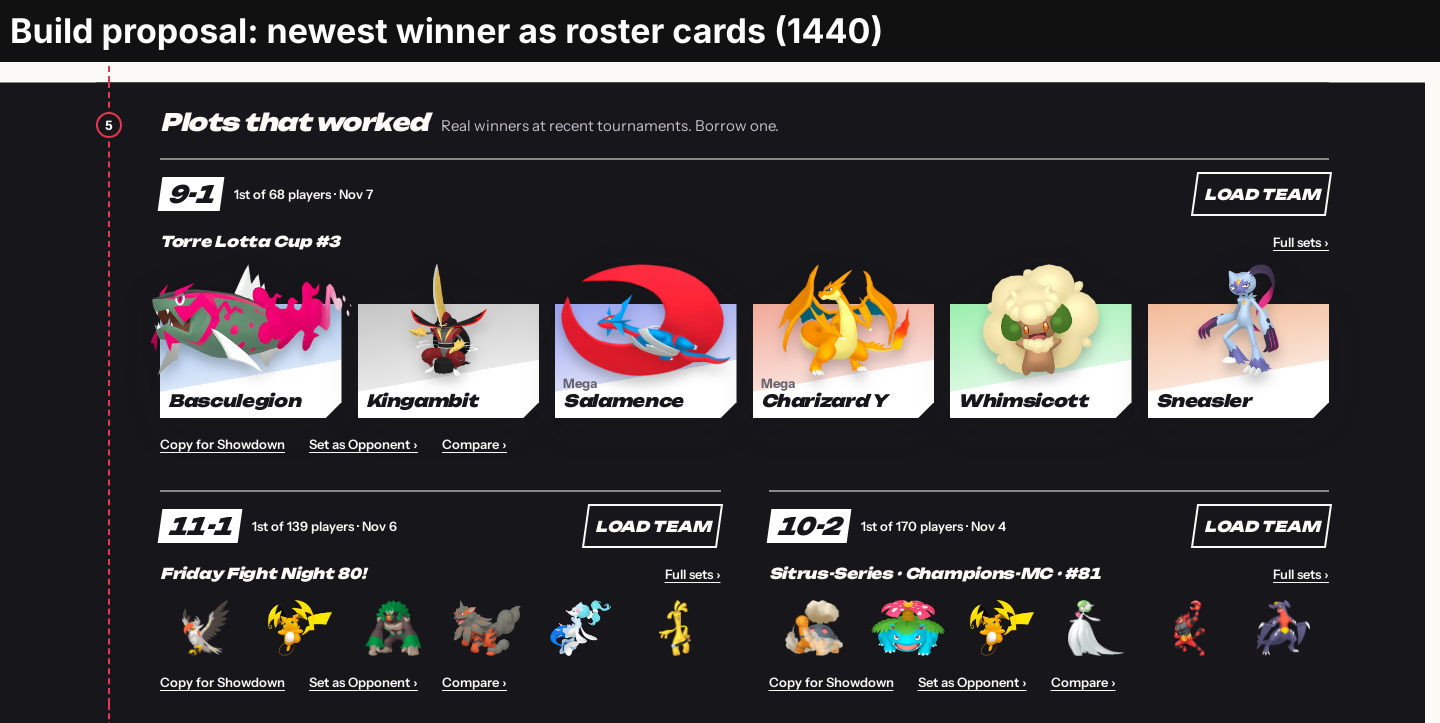 Build proposal: newest winner as roster cards (1440)
5
Plots that worked Real winners at recent tournaments. Borrow one.
9-1 1st of 68 players · Nov 7 LOAD TEAM
Torre Lotta Cup #3 Full sets ›
Mega Mega
Basculegion Kingambit Salamence Charizard Y Whimsicott Sneasler
Copy for Showdown Set as Opponent › Compare ›
11-1 1st of 139 players · Nov 6 LOAD TEAM
Friday Fight Night 80! Full sets ›
Copy for Showdown Set as Opponent › Compare ›
10-2 1st of 170 players · Nov 4 LOAD TEAM
Sitrus-Series · Champions-MC · #81 Full sets ›
Copy for Showdown Set as Opponent › Compare ›